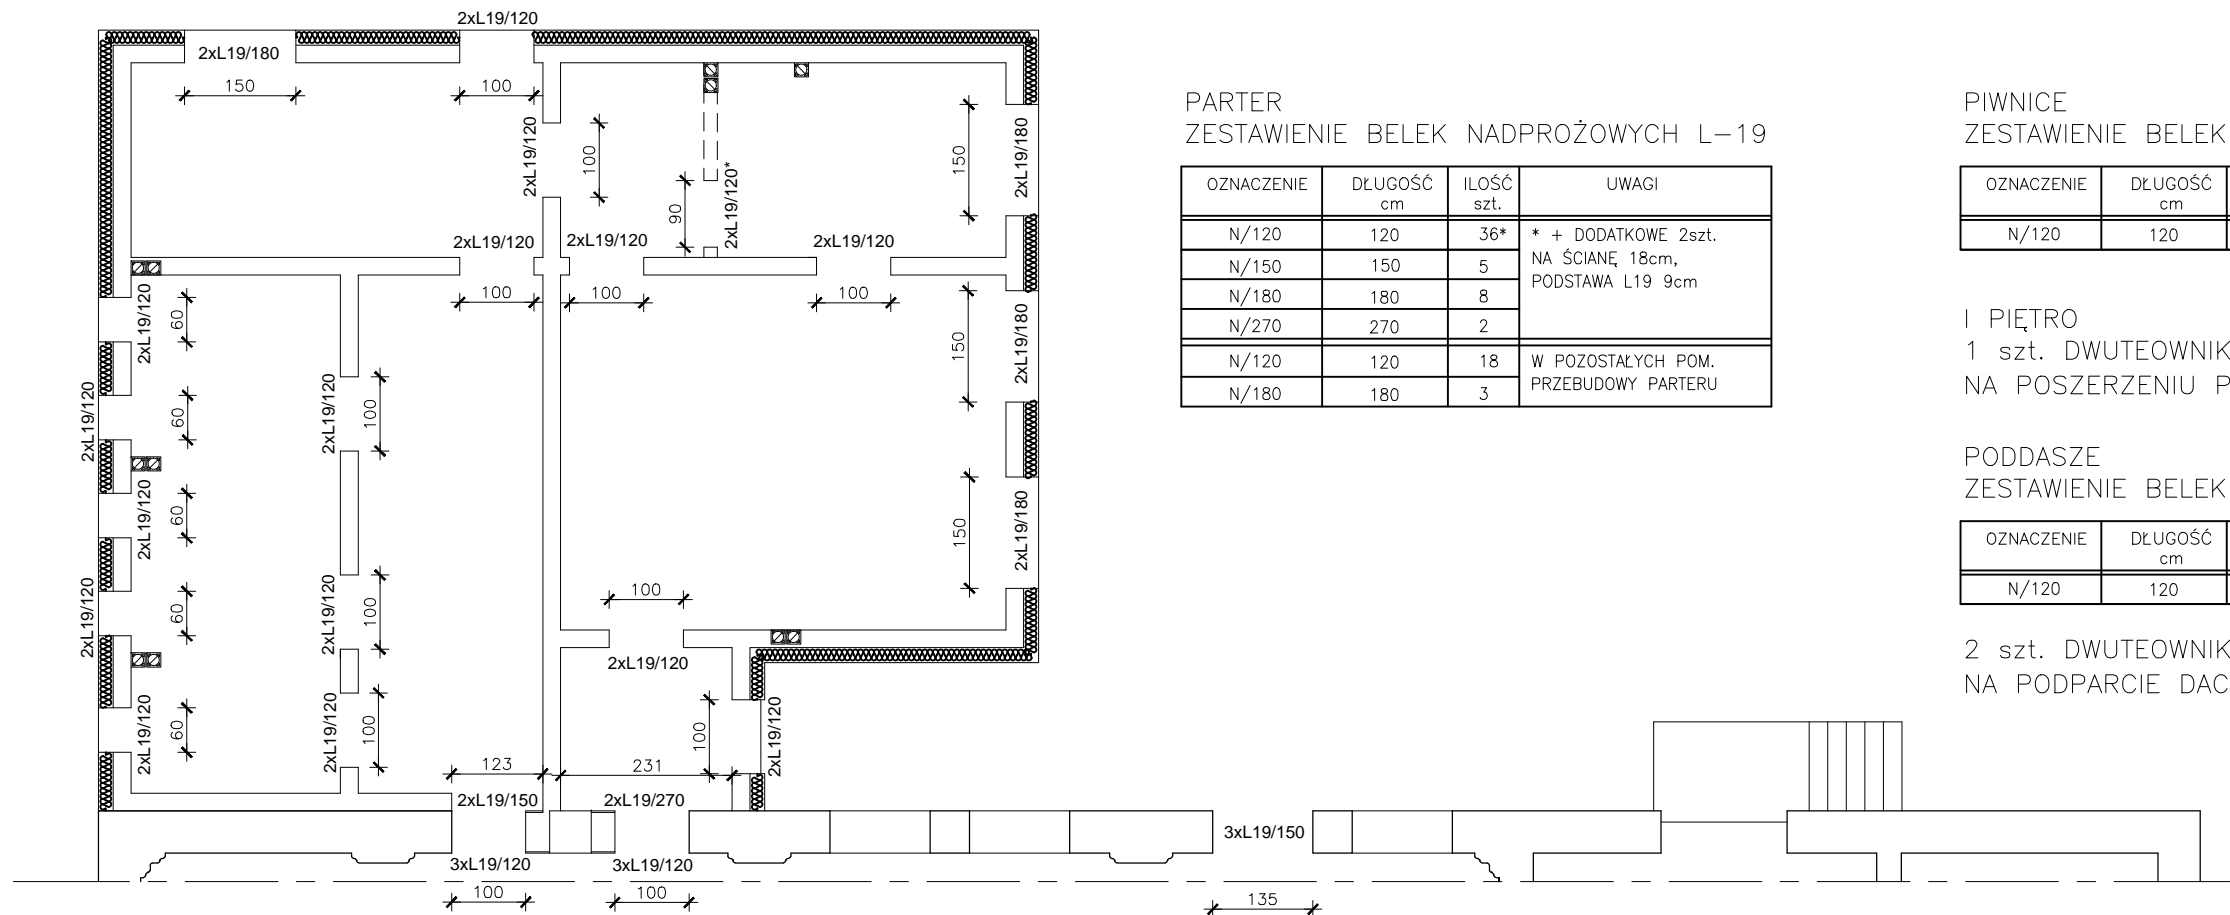 2xL19/120
2xL19/180
150
100
2xL19/120
100
2xL19/120*
90
150
2xL19/180
2xL19/120
2xL19/120
2xL19/120
100
100
100
2xL19/120
60
150
2xL19/180
2xL19/120
60
2xL19/120
100
2xL19/120
60
150
2xL19/180
2xL19/120
60
2xL19/120
100
100
2xL19/120
2xL19/120
60
2xL19/120
100
100
2xL19/120
123
231
2xL19/150
2xL19/270
3xL19/150
3xL19/120
3xL19/120
100
100
135
PARTER
ZESTAWIENIE BELEK NADPROŻOWYCH L-19
OZNACZENIE DŁUGOŚĆ cm ILOŚĆ szt. UWAGI
N/120 120 36* * + DODATKOWE 2szt.
N/150 150 5 NA ŚCIANĘ 18cm,
N/180 180 8 PODSTAWA L19 9cm
N/270 270 2
N/120 120 18 W POZOSTAŁYCH POM.
N/180 180 3 PRZEBUDOWY PARTERU
PIWNICE
ZESTAWIENIE BELEK
OZNACZENIE DŁUGOŚĆ cm
N/120 120
I PIĘTRO
1 szt. DWUTEOWNIK
NA POSZERZENIU P
PODDASZE
ZESTAWIENIE BELEK
OZNACZENIE DŁUGOŚĆ cm
N/120 120
2 szt. DWUTEOWNIK
NA PODPARCIE DAC